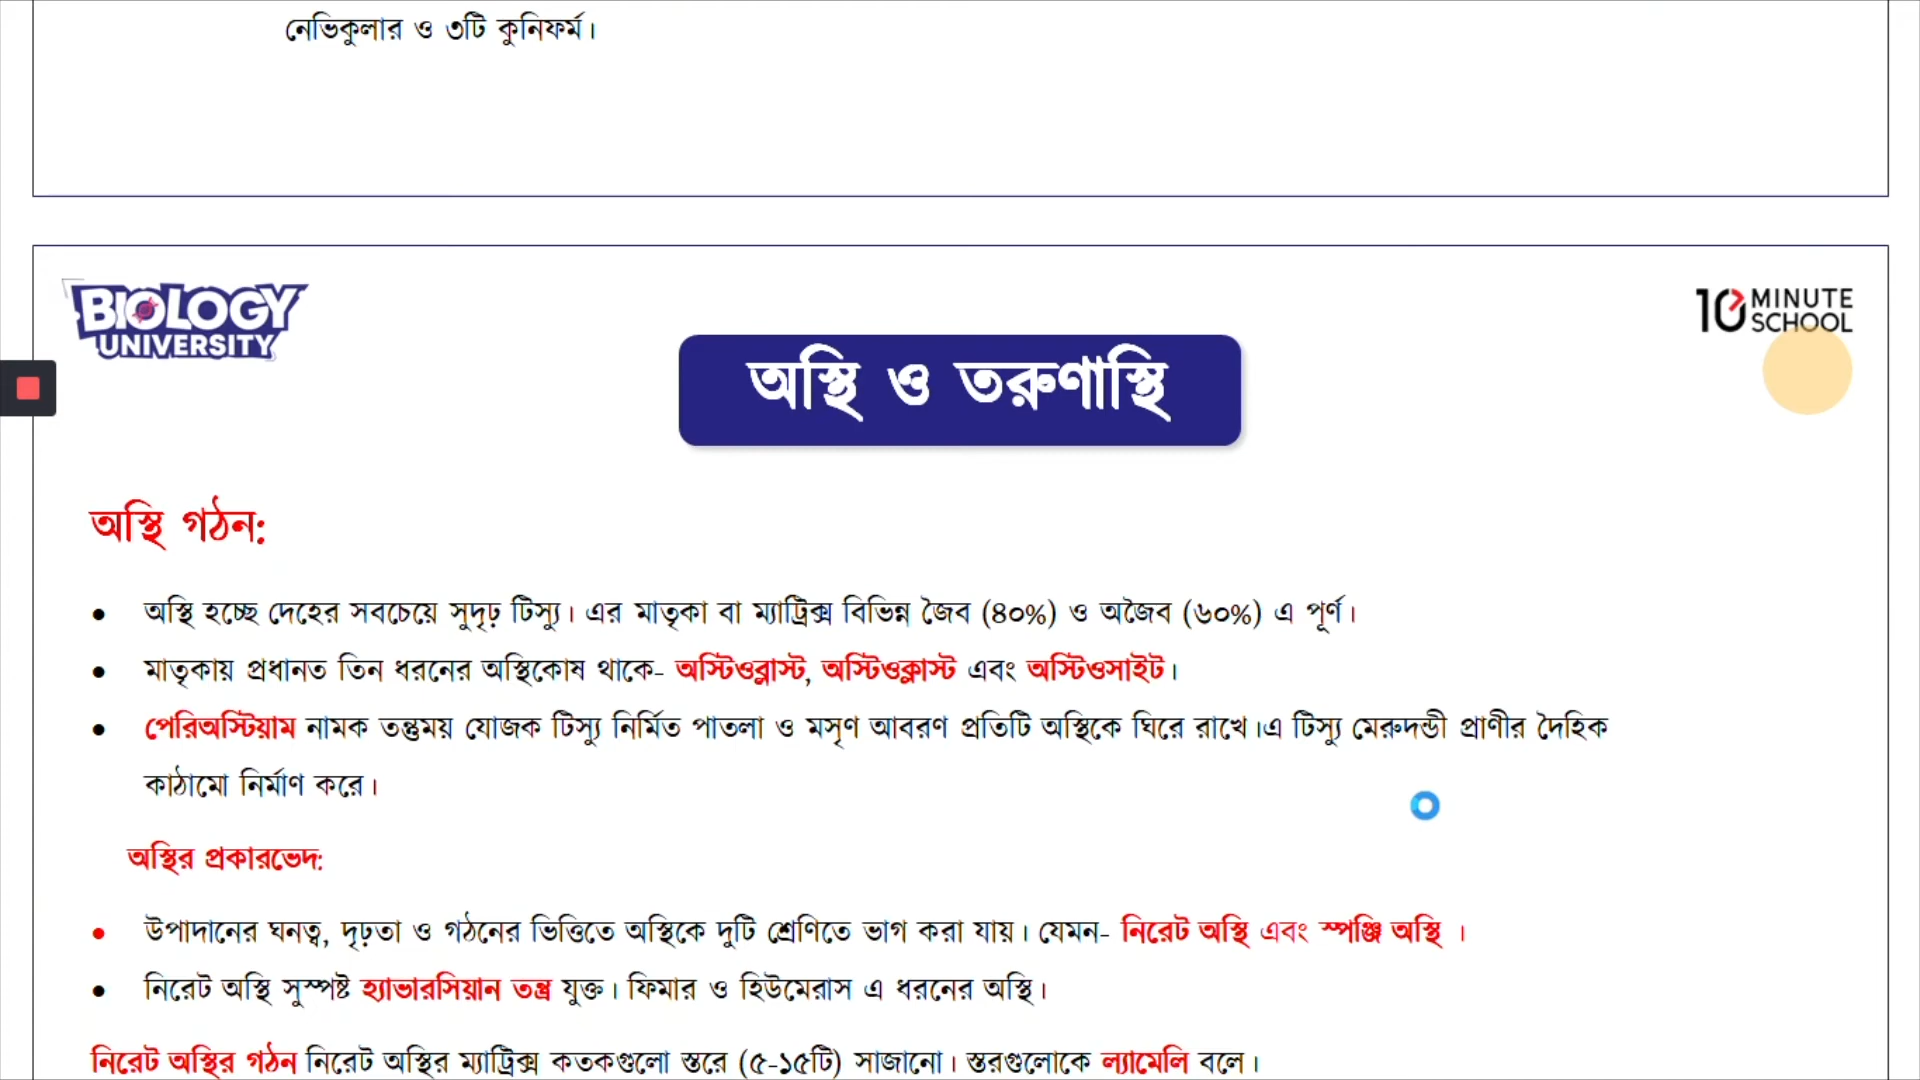 নেভিকুলার ও ৩টি কুনিফর্ম।
BIOLOGY
UNIVERSITY
10 MINUTE
SCHOOL
অস্থি ও তরুণাস্থি
অস্থি গঠন:
• অস্থি হচ্ছে দেহের সবচেয়ে সুদৃঢ় টিস্যু। এর মাতৃকা বা ম্যাট্রিক্স বিভিন্ন জৈব (৪০%) ও অজৈব (৬০%) এ পূর্ণ।
• মাতৃকায় প্রধানত তিন ধরনের অস্থিকোষ থাকে- অস্টিওব্লাস্ট, অস্টিওক্লাস্ট এবং অস্টিওসাইট।
• পেরিঅস্টিয়াম নামক তন্তুময় যোজক টিস্যু নির্মিত পাতলা ও মসৃণ আবরণ প্রতিটি অস্থিকে ঘিরে রাখে।এ টিস্যু মেরুদন্ডী প্রাণীর দৈহিক
কাঠামো নির্মাণ করে।
অস্থির প্রকারভেদ:
• উপাদানের ঘনত্ব, দৃঢ়তা ও গঠনের ভিত্তিতে অস্থিকে দুটি শ্রেণিতে ভাগ করা যায়। যেমন- নিরেট অস্থি এবং স্পঞ্জি অস্থি ।
• নিরেট অস্থি সুস্পষ্ট হ্যাভারসিয়ান তন্ত্র যুক্ত। ফিমার ও হিউমেরাস এ ধরনের অস্থি।
নিরেট অস্থির গঠন নিরেট অস্থির ম্যাট্রিক্স কতকগুলো স্তরে (৫-১৫টি) সাজানো। স্তরগুলোকে ল্যামেলি বলে।